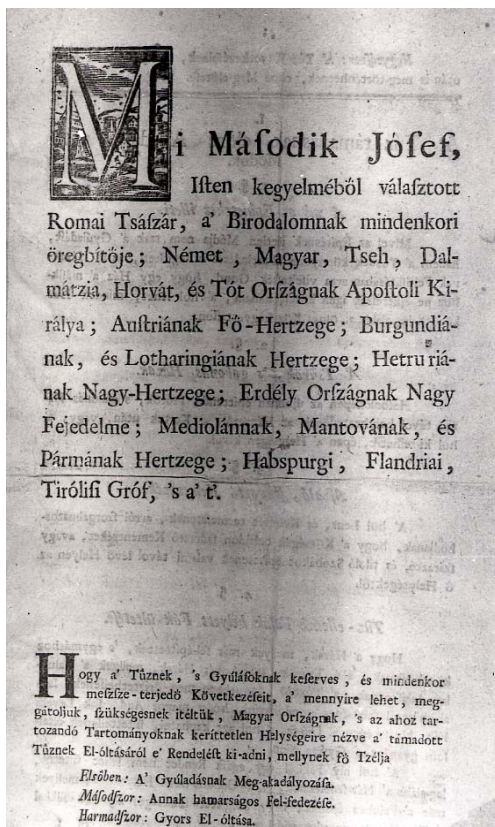 Mi Máſodik Jóſef,
Iſten kegyelméből választott
Romai Tsáſzár, a' Birodalomnak mindenkori
öregbítője; Német, Magyar, Tseh, Dal-
mátzia, Horvát, és Tót Orſzágnak Apoſtoli Ki-
rálya; Auſtriának Fő-Hertzege; Burgundiá-
nak, és Lotharingiának Hertzege; Hetruriá-
nak Nagy-Hertzege; Erdély Orſzágnak Nagy
Fejedelme; Mediolánnak, Mantovának, és
Pármának Hertzege; Habspurgi, Flandriai,
Tiróliſi Gróf, 's a' t'.
Hogy a' Tűznek, 's Gyúláſoknak keſerves, és mindenkor
meſzſze-terjedő Következéſeit, a' mennyire lehet, meg-
gátoljuk, ſzükségesnek ítéltük, Magyar Orſzágnak, 's az ahoz tar-
tozandó Tartományoknak kerítetlen Helységeire nézve a' támadott
Tűznek El-óltásáról e' Rendeléſt ki-adni, mellynek fő Tzélja
Elsőben: A' Gyúladáſnak Meg-akadályozáſa.
Máſodſzor: Annak hamarságos Fel-fedezéſe.
Harmadſzor: Gyors El-óltáſa.